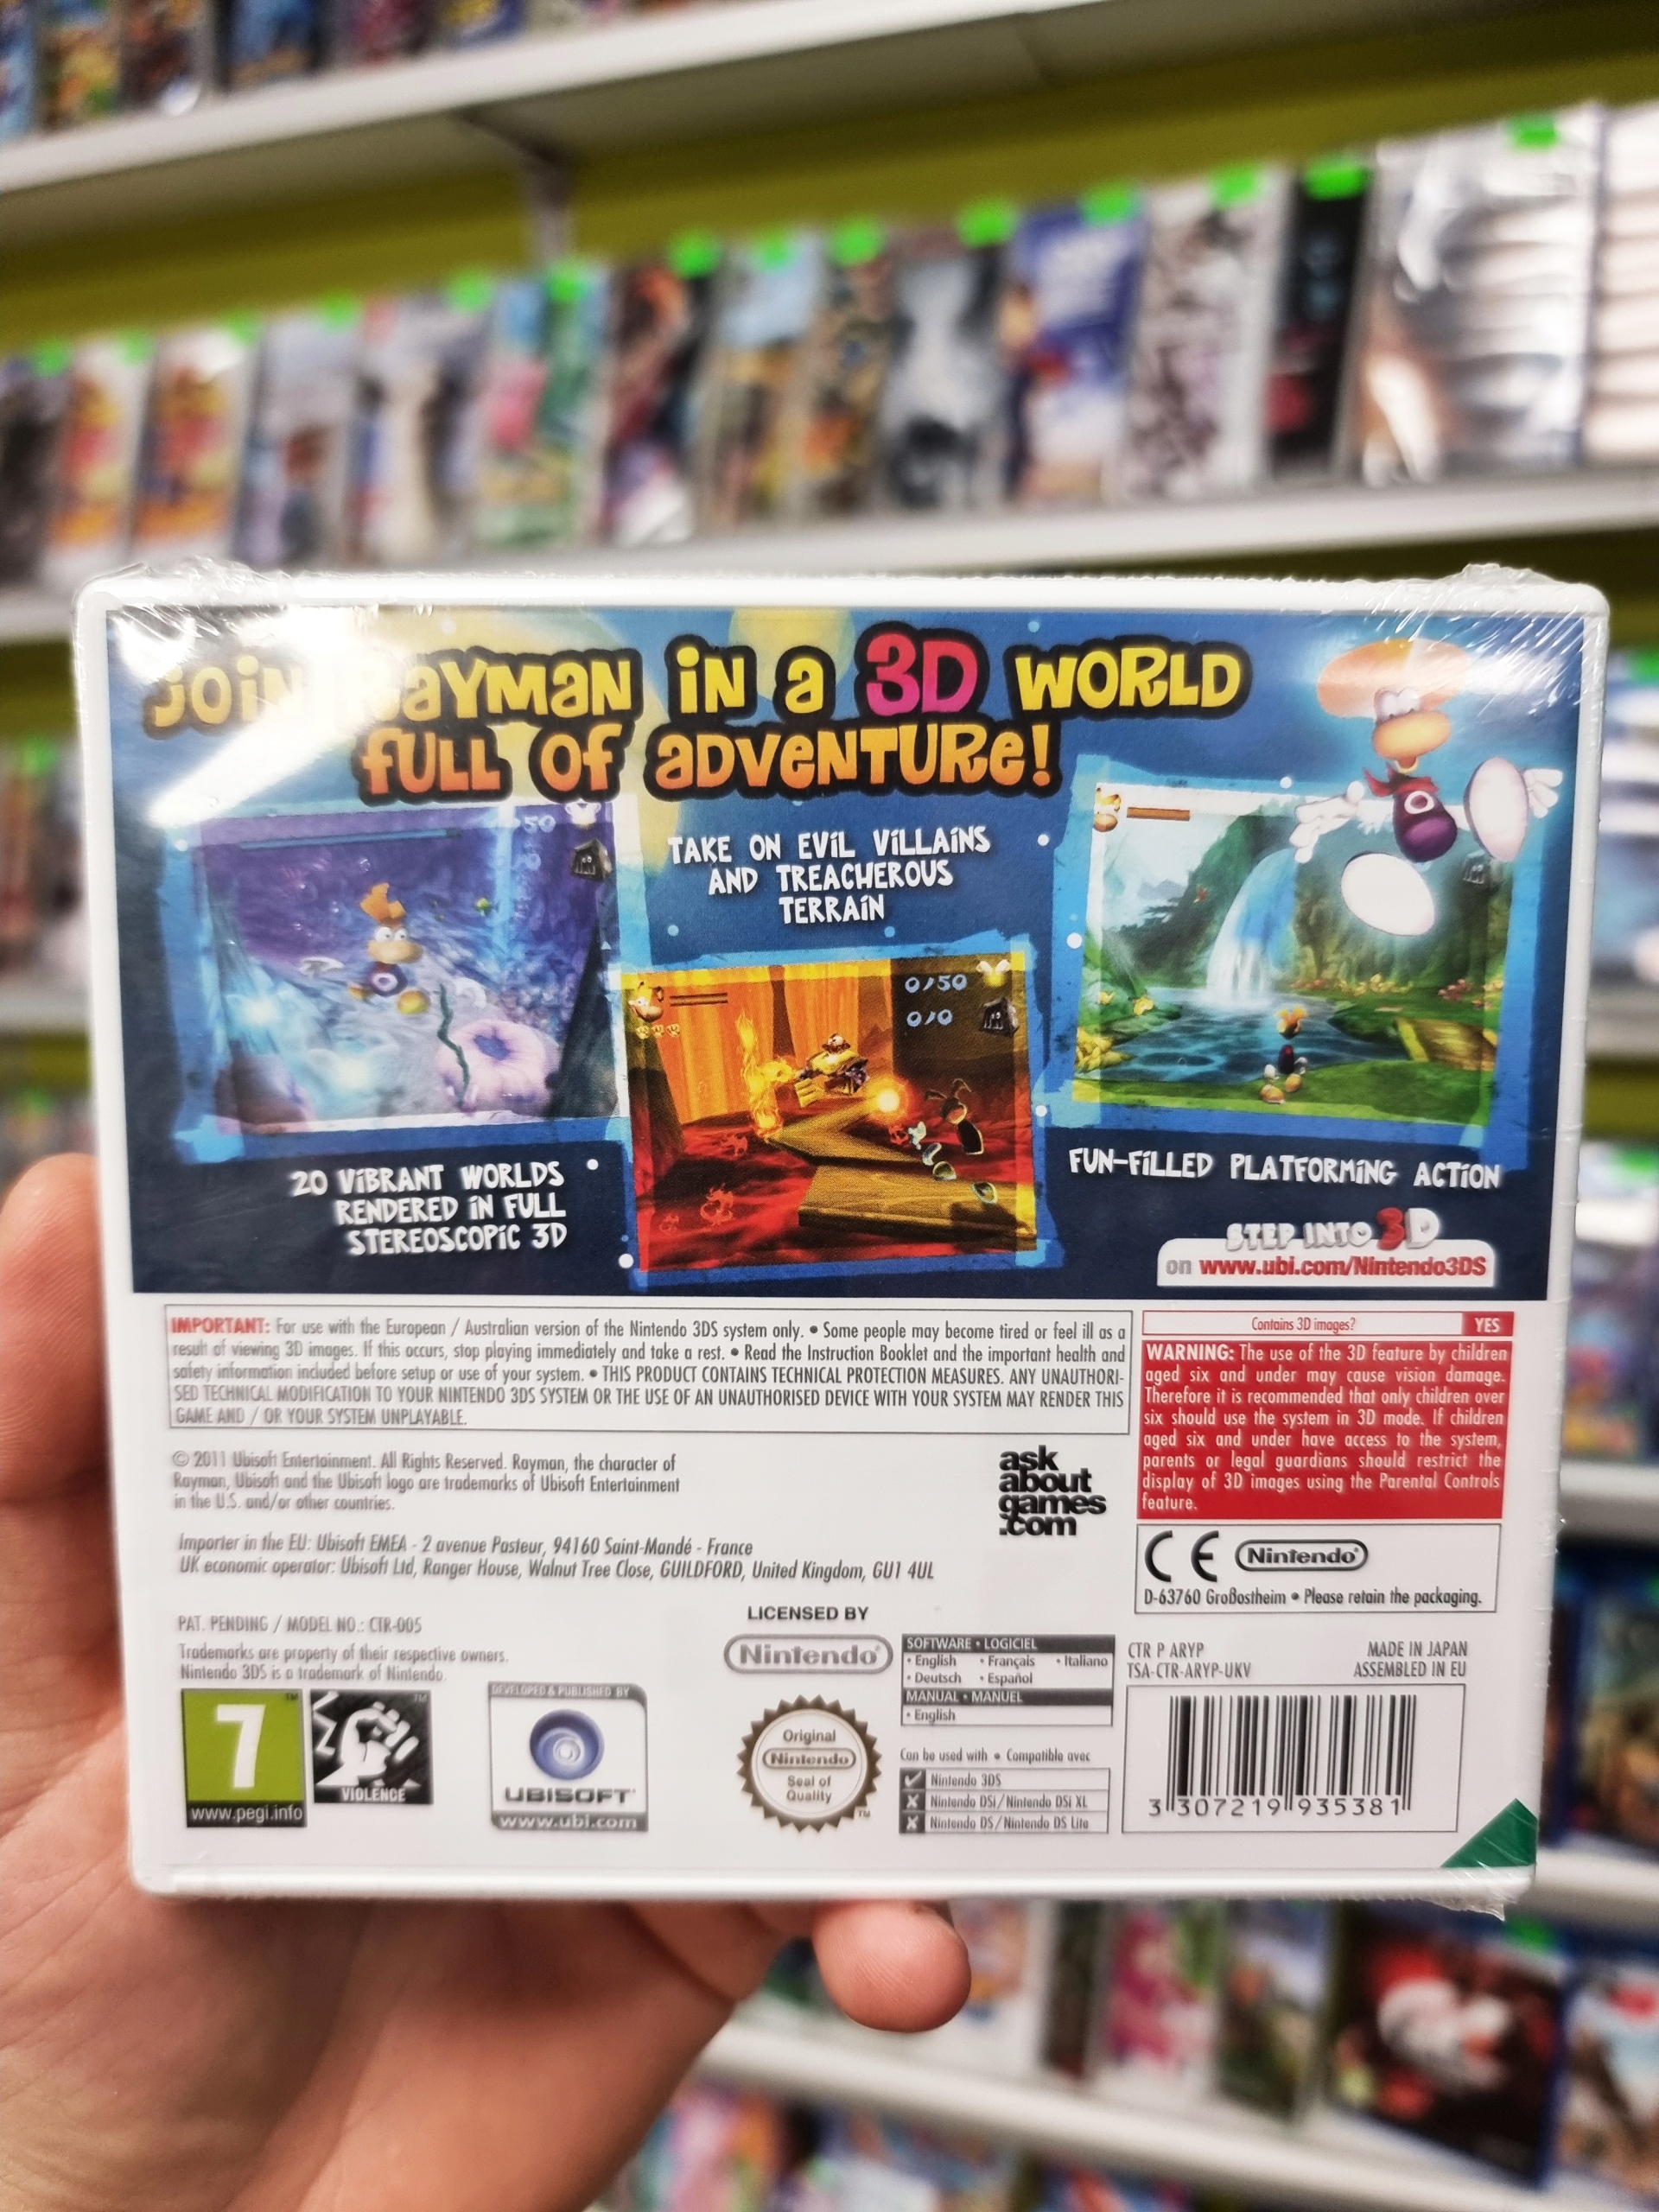 JOIN RAYMAN IN A 3D WORLD
FULL OF ADVENTURE!
50
TAKE ON EVIL VILLAINS
AND TREACHEROUS
TERRAIN
0/50
0/0
20 VIBRANT WORLDS
RENDERED IN FULL
STEREOSCOPIC 3D
FUN-FILLED PLATFORMING ACTION
STEP INTO 3D
on www.ubi.com/Nintendo3DS
IMPORTANT: For use with the European / Australian version of the Nintendo 3DS system only. • Some people may become tired or feel ill as a
result of viewing 3D images. If this occurs, stop playing immediately and take a rest. • Read the Instruction Booklet and the important health and
safety information included before setup or use of your system. • THIS PRODUCT CONTAINS TECHNICAL PROTECTION MEASURES. ANY UNAUTHORI-
SED TECHNICAL MODIFICATION TO YOUR NINTENDO 3DS SYSTEM OR THE USE OF AN UNAUTHORISED DEVICE WITH YOUR SYSTEM MAY RENDER THIS
GAME AND / OR YOUR SYSTEM UNPLAYABLE.
Contains 3D images? YES
WARNING: The use of the 3D feature by children
aged six and under may cause vision damage.
Therefore it is recommended that only children over
six should use the system in 3D mode. If children
aged six and under have access to the system,
parents or legal guardians should restrict the
display of 3D images using the Parental Controls
feature.
© 2011 Ubisoft Entertainment. All Rights Reserved. Rayman, the character of
Rayman, Ubisoft and the Ubisoft logo are trademarks of Ubisoft Entertainment
in the U.S. and/or other countries.
ask
about
games
.com
Importer in the EU: Ubisoft EMEA - 2 avenue Pasteur, 94160 Saint-Mandé - France
UK economic operator: Ubisoft Ltd, Ranger House, Walnut Tree Close, GUILDFORD, United Kingdom, GU1 4UL
CE Nintendo®
D-63760 Großostheim • Please retain the packaging.
PAT. PENDING / MODEL NO.: CTR-005
Trademarks are property of their respective owners.
Nintendo 3DS is a trademark of Nintendo.
7
www.pegi.info
VIOLENCE
DEVELOPED & PUBLISHED BY
UBISOFT
www.ubi.com
LICENSED BY
Nintendo®
Original
Nintendo
Seal of
Quality
TM
SOFTWARE • LOGICIEL
• English • Français • Italiano
• Deutsch • Español
MANUAL • MANUEL
• English
Can be used with • Compatible avec
Nintendo 3DS
Nintendo DSi/Nintendo DSi XL
Nintendo DS/Nintendo DS Lite
CTR P ARYP
TSA-CTR-ARYP-UKV
MADE IN JAPAN
ASSEMBLED IN EU
3 307219 935381